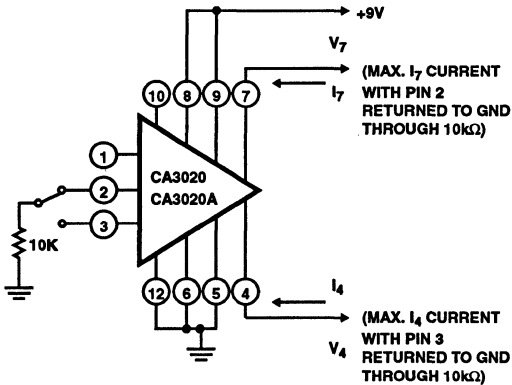 +9V
V7
(MAX. I7 CURRENT
I7
WITH PIN 2
RETURNED TO GND
THROUGH 10kΩ)
10
8
9
7
1
CA3020
2
CA3020A
3
10K
12
6
5
4
I4
(MAX. I4 CURRENT
WITH PIN 3
V4
RETURNED TO GND
THROUGH 10kΩ)